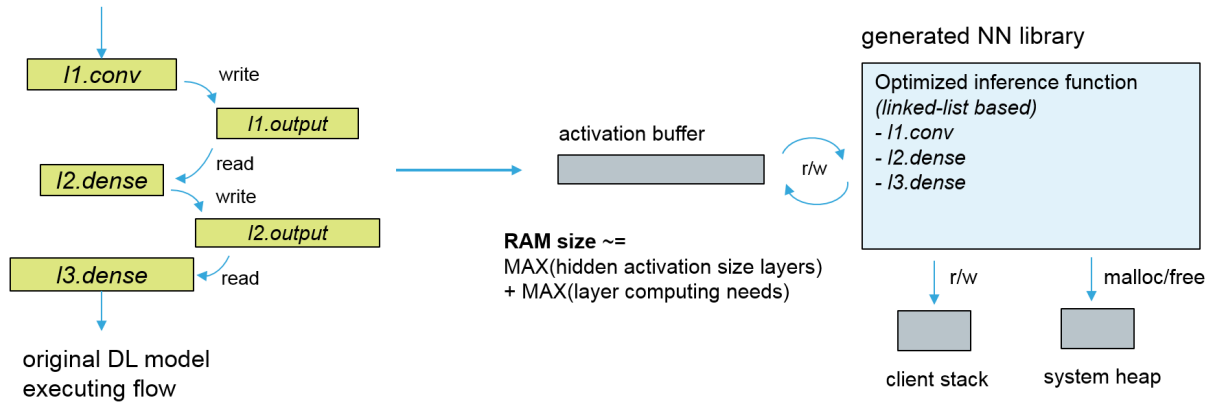 l1.conv
write
l1.output
read
l2.dense
write
l2.output
l3.dense
read
original DL model
executing flow
activation buffer
r/w
RAM size ~=
MAX(hidden activation size layers)
+ MAX(layer computing needs)
generated NN library
Optimized inference function
(linked-list based)
- l1.conv
- l2.dense
- l3.dense
r/w
malloc/free
client stack
system heap